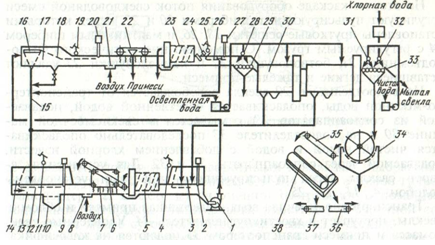 Хлорная вода
16 17 18 19 20 21 22 23 24 25 26 27 28 29 30 31 32
33
Воздух Примеси
Осветленная
вода
Чистая
вода
Мытая
свекла
15
35
34
38
14 13 12 11 10 9 8 7 6 5 4 3 2 1
Воздух
37 36